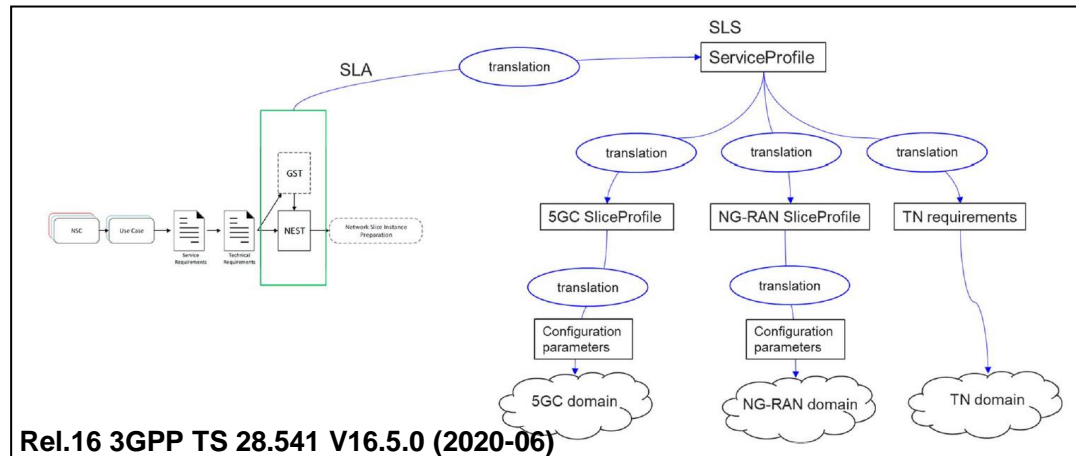 SLS
ServiceProfile
SLA
translation
translation
translation
translation
GST
NSC
Use Case
NEST
Network Slice Instance
Preparation
Service
Requirements
Technical
Requirements
5GC SliceProfile
NG-RAN SliceProfile
TN requirements
translation
translation
Configuration
parameters
Configuration
parameters
5GC domain
NG-RAN domain
TN domain
Rel.16 3GPP TS 28.541 V16.5.0 (2020-06)